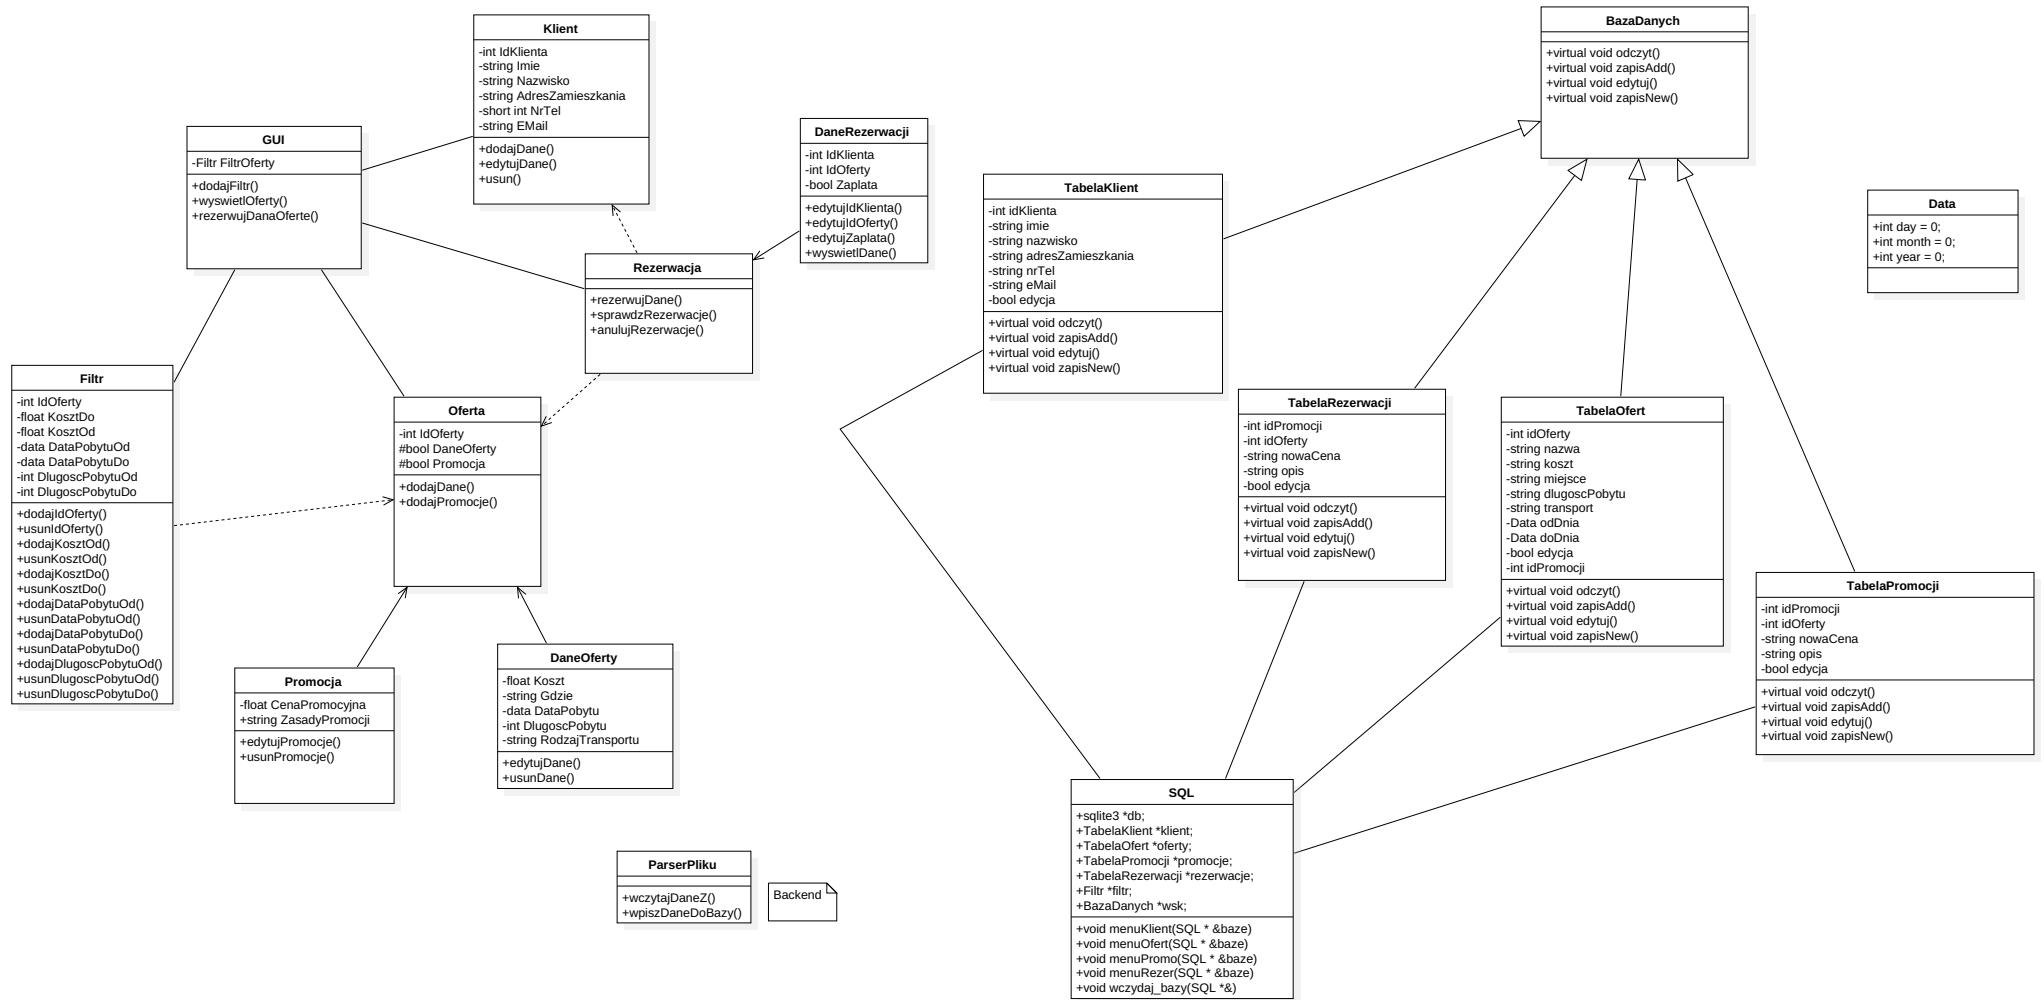 Klient
-int IdKlienta
-string Imie
-string Nazwisko
-string AdresZamieszkania
-short int NrTel
-string EMail
+dodajDane()
+edytujDane()
+usun()
GUI
-Filtr FiltrOferty
+dodajFiltr()
+wyswietlOferty()
+rezerwujDanaOferte()
DaneRezerwacji
-int IdKlienta
-int IdOferty
-bool Zaplata
+edytujIdKlienta()
+edytujIdOferty()
+edytujZaplata()
+wyswietlDane()
Rezerwacja
+rezerwujDane()
+sprawdzRezerwacje()
+anulujRezerwacje()
Filtr
-int IdOferty
-float KosztDo
-float KosztOd
-data DataPobytuOd
-data DataPobytuDo
-int DlugoscPobytuOd
-int DlugoscPobytuDo
+dodajIdOferty()
+usunIdOferty()
+dodajKosztOd()
+usunKosztOd()
+dodajKosztDo()
+usunKosztDo()
+dodajDataPobytuOd()
+usunDataPobytuOd()
+dodajDataPobytuDo()
+usunDataPobytuDo()
+dodajDlugoscPobytuOd()
+usunDlugoscPobytuOd()
+usunDlugoscPobytuDo()
Oferta
-int IdOferty
#bool DaneOferty
#bool Promocja
+dodajDane()
+dodajPromocje()
Promocja
-float CenaPromocyjna
+string ZasadyPromocji
+edytujPromocje()
+usunPromocje()
DaneOferty
-float Koszt
-string Gdzie
-data DataPobytu
-int DlugoscPobytu
-string RodzajTransportu
+edytujDane()
+usunDane()
ParserPliku
+wczytajDaneZ()
+wpiszDaneDoBazy()
Backend
BazaDanych
+virtual void odczyt()
+virtual void zapisAdd()
+virtual void edytuj()
+virtual void zapisNew()
Data
+int day = 0;
+int month = 0;
+int year = 0;
TabelaKlient
-int idKlienta
-string imie
-string nazwisko
-string adresZamieszkania
-string nrTel
-string eMail
-bool edycja
+virtual void odczyt()
+virtual void zapisAdd()
+virtual void edytuj()
+virtual void zapisNew()
TabelaRezerwacji
-int idPromocji
-int idOferty
-string nowaCena
-string opis
-bool edycja
+virtual void odczyt()
+virtual void zapisAdd()
+virtual void edytuj()
+virtual void zapisNew()
TabelaOfert
-int idOferty
-string nazwa
-string koszt
-string miejsce
-string dlugoscPobytu
-string transport
-Data odDnia
-Data doDnia
-bool edycja
-int idPromocji
+virtual void odczyt()
+virtual void zapisAdd()
+virtual void edytuj()
+virtual void zapisNew()
TabelaPromocji
-int idPromocji
-int idOferty
-string nowaCena
-string opis
-bool edycja
+virtual void odczyt()
+virtual void zapisAdd()
+virtual void edytuj()
+virtual void zapisNew()
SQL
+sqlite3 *db;
+TabelaKlient *klient;
+TabelaOfert *oferty;
+TabelaPromocji *promocje;
+TabelaRezerwacji *rezerwacje;
+Filtr *filtr;
+BazaDanych *wsk;
+void menuKlient(SQL * &baze)
+void menuOfert(SQL * &baze)
+void menuPromo(SQL * &baze)
+void menuRezer(SQL * &baze)
+void wczydaj_bazy(SQL *&)